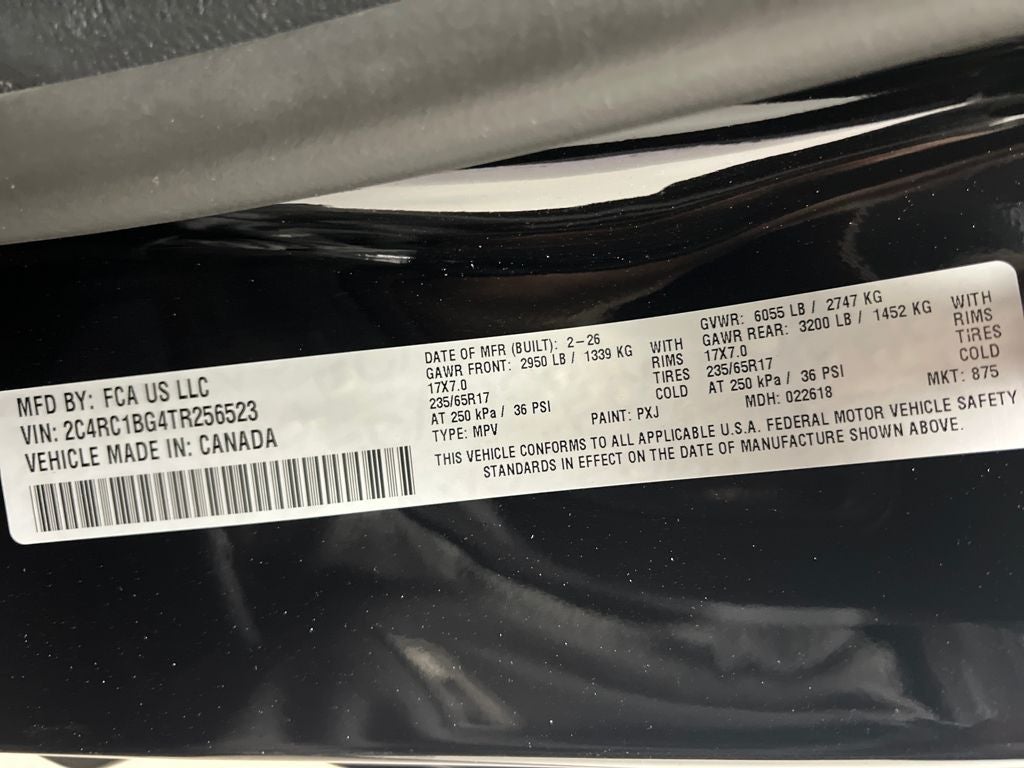 MFD BY: FCA US LLC
VIN: 2C4RC1BG4TR256523
VEHICLE MADE IN: CANADA
DATE OF MFR (BUILT): 2-26
GAWR FRONT: 2950 LB / 1339 KG WITH
17X7.0 RIMS
235/65R17 TIRES
AT 250 kPa / 36 PSI COLD
TYPE: MPV PAINT: PXJ
GVWR: 6055 LB / 2747 KG
GAWR REAR: 3200 LB / 1452 KG WITH
17X7.0 RIMS
235/65R17 TIRES
AT 250 kPa / 36 PSI COLD
MDH: 022618 MKT: 875
THIS VEHICLE CONFORMS TO ALL APPLICABLE U.S.A. FEDERAL MOTOR VEHICLE SAFETY
STANDARDS IN EFFECT ON THE DATE OF MANUFACTURE SHOWN ABOVE.